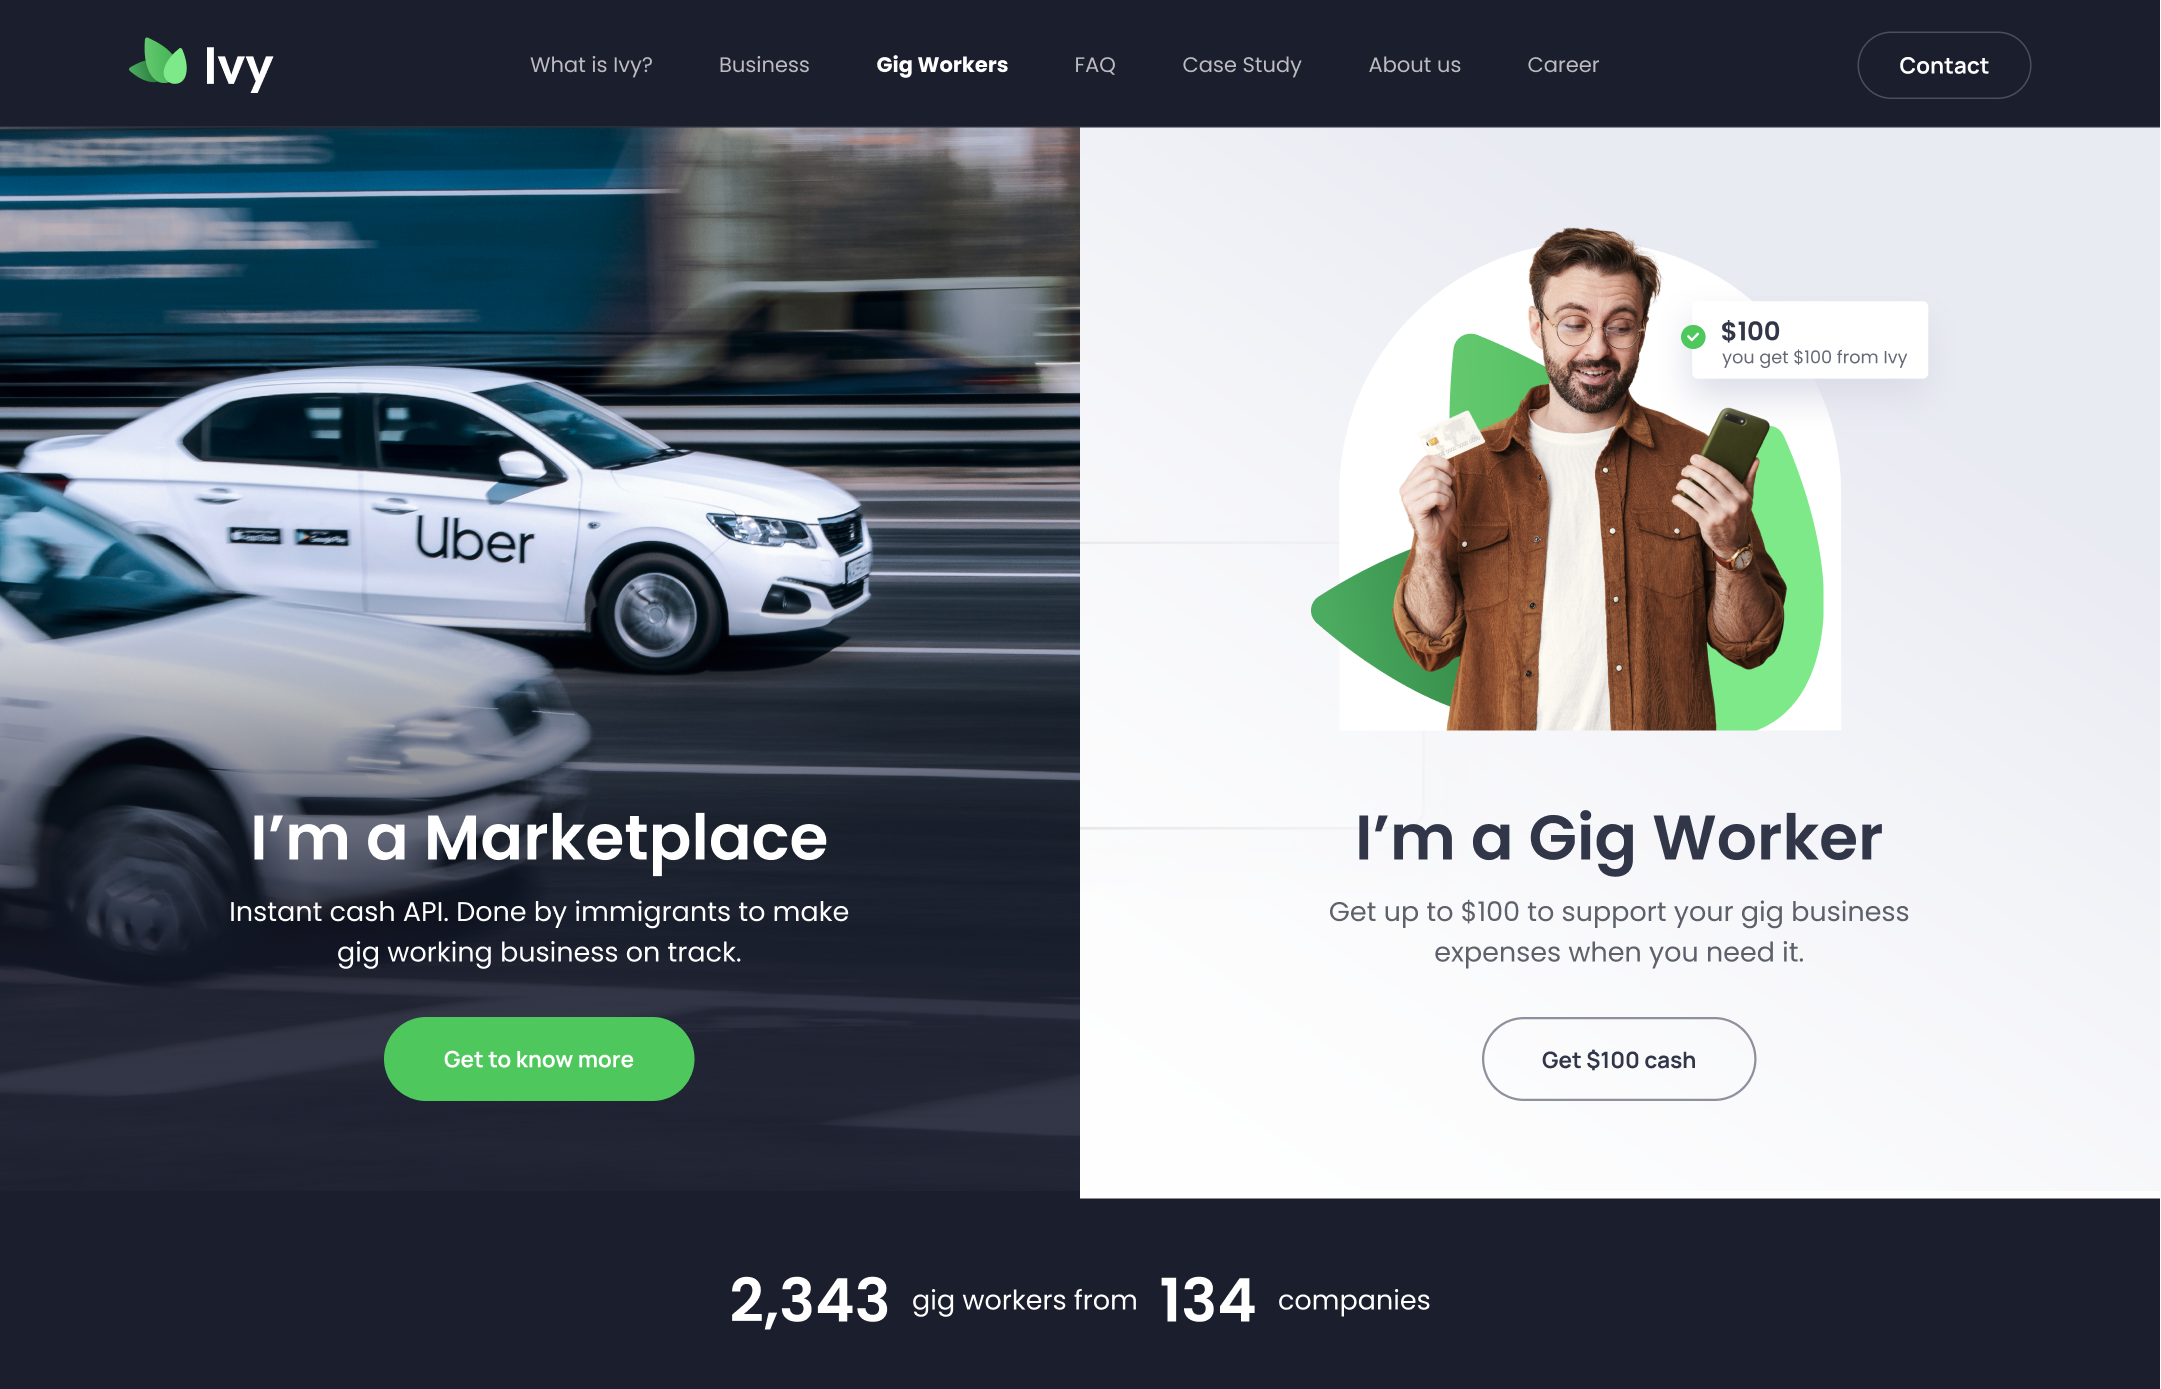 Ivy
What is Ivy?
Business
Gig Workers
FAQ
Case Study
About us
Career
Contact
Uber
I’m a Marketplace
Instant cash API. Done by immigrants to make
gig working business on track.
Get to know more
$100
you get $100 from Ivy
I’m a Gig Worker
Get up to $100 to support your gig business
expenses when you need it.
Get $100 cash
2,343 gig workers from 134 companies